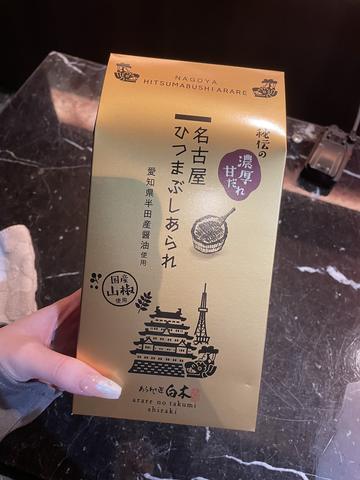 NAGOYA
HITSUMABUSHI ARARE
秘伝の
濃厚
甘だれ
名古屋
ひつまぶしあられ
愛知県半田産醤油使用
国産
山椒
使用
あられの匠 白木
arare no takumi
shiraki